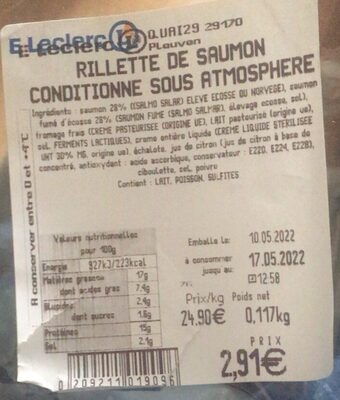 E.Leclerc QUAI29 29170
Pleuven
RILLETTE DE SAUMON
CONDITIONNE SOUS ATMOSPHERE
Ingrédients : saumon 28% (SALMO SALAR) ELEVE ECOSSE OU NORVEGE), saumon
fumé d'ecosse 28% (SAUMON FUME (SALMO SALAR), élevage ecosse, sel),
fromage frais (CREME PASTEURISEE (ORIGINE UE), LAIT pasteurisé (origine ue),
sel, FERMENTS LACTIQUES), creme entière liquide (CREME LIQUIDE STERILISEE
UHT 30% MG, origine ue), échalote, jus de citron (jus de citron à base de
concentré, antioxydant : acide ascorbique, conservateur : E220, E224, E228),
ciboulette, sel, poivre
Contient : LAIT, POISSON, SULFITES
A conserver entre 0 et +4°C
Valeurs nutritionnelles
pour 100g
Energie 927kJ/223kcal
Matières grasses 17g
dont acides gras 7.4g
Glucides 2.4g
dont sucres 1.8g
Protéines 15g
Sel 2.1g
Emballé le: 10.05.2022
à consommer 17.05.2022
jusqu'au 12:58
Prix/kg Poids net
24.90€ 0,117kg
PRIX
2,91€
0 209211 019096